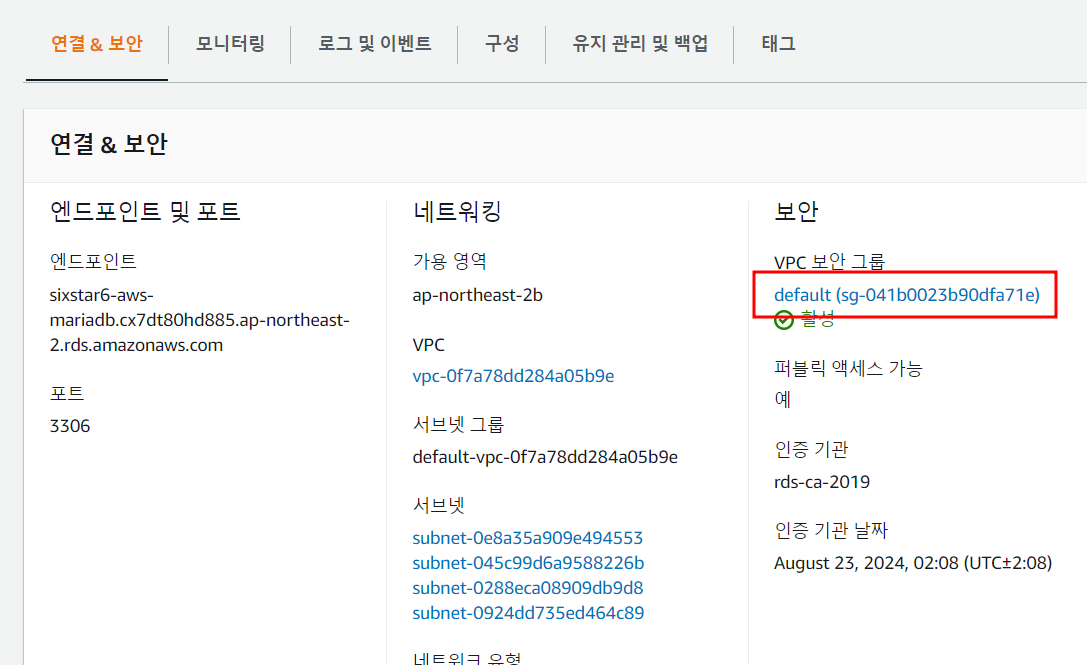 연결 & 보안
모니터링
로그 및 이벤트
구성
유지 관리 및 백업
태그
연결 & 보안
엔드포인트 및 포트
엔드포인트
sixstar6-aws-
mariadb.cx7dt80hd885.ap-northeast-
2.rds.amazonaws.com
포트
3306
네트워킹
가용 영역
ap-northeast-2b
VPC
vpc-0f7a78dd284a05b9e
서브넷 그룹
default-vpc-0f7a78dd284a05b9e
서브넷
subnet-0e8a35a909e494553
subnet-045c99d6a9588226b
subnet-0288eca08909db9d8
subnet-0924dd735ed464c89
네트워크 유형
보안
VPC 보안 그룹
default (sg-041b0023b90dfa71e)
활성
퍼블릭 액세스 가능
예
인증 기관
rds-ca-2019
인증 기관 날짜
August 23, 2024, 02:08 (UTC±2:08)